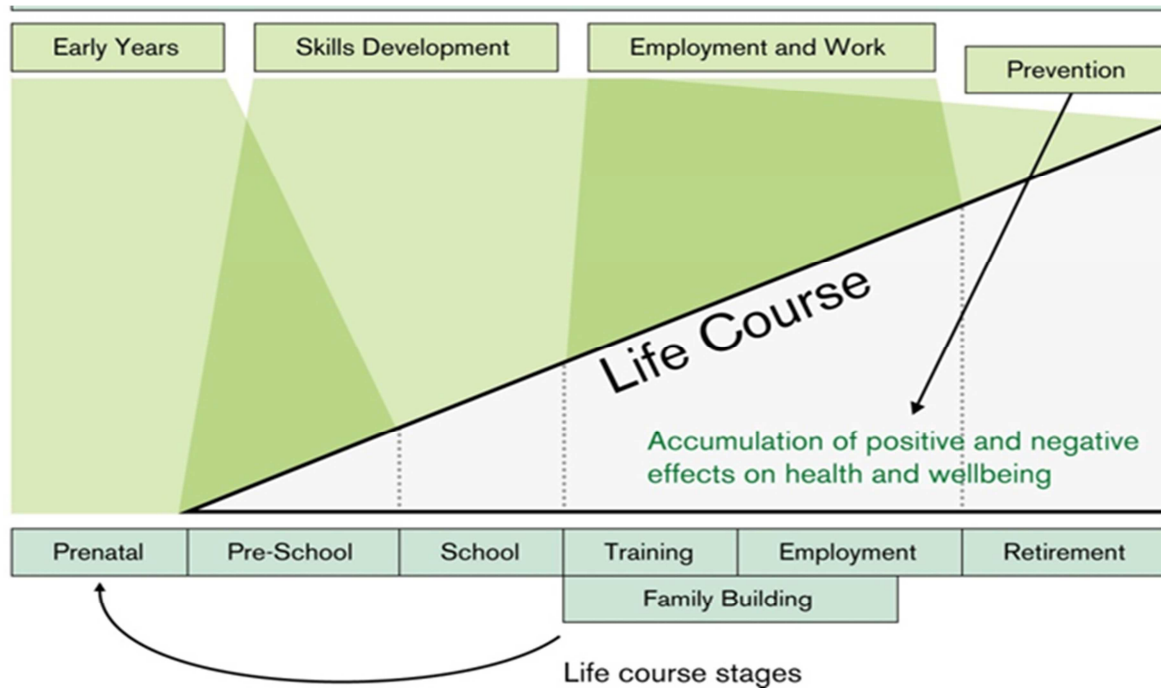 Early Years
Skills Development
Employment and Work
Prevention
Life Course
Accumulation of positive and negative
effects on health and wellbeing
Prenatal
Pre-School
School
Training
Employment
Retirement
Family Building
Life course stages